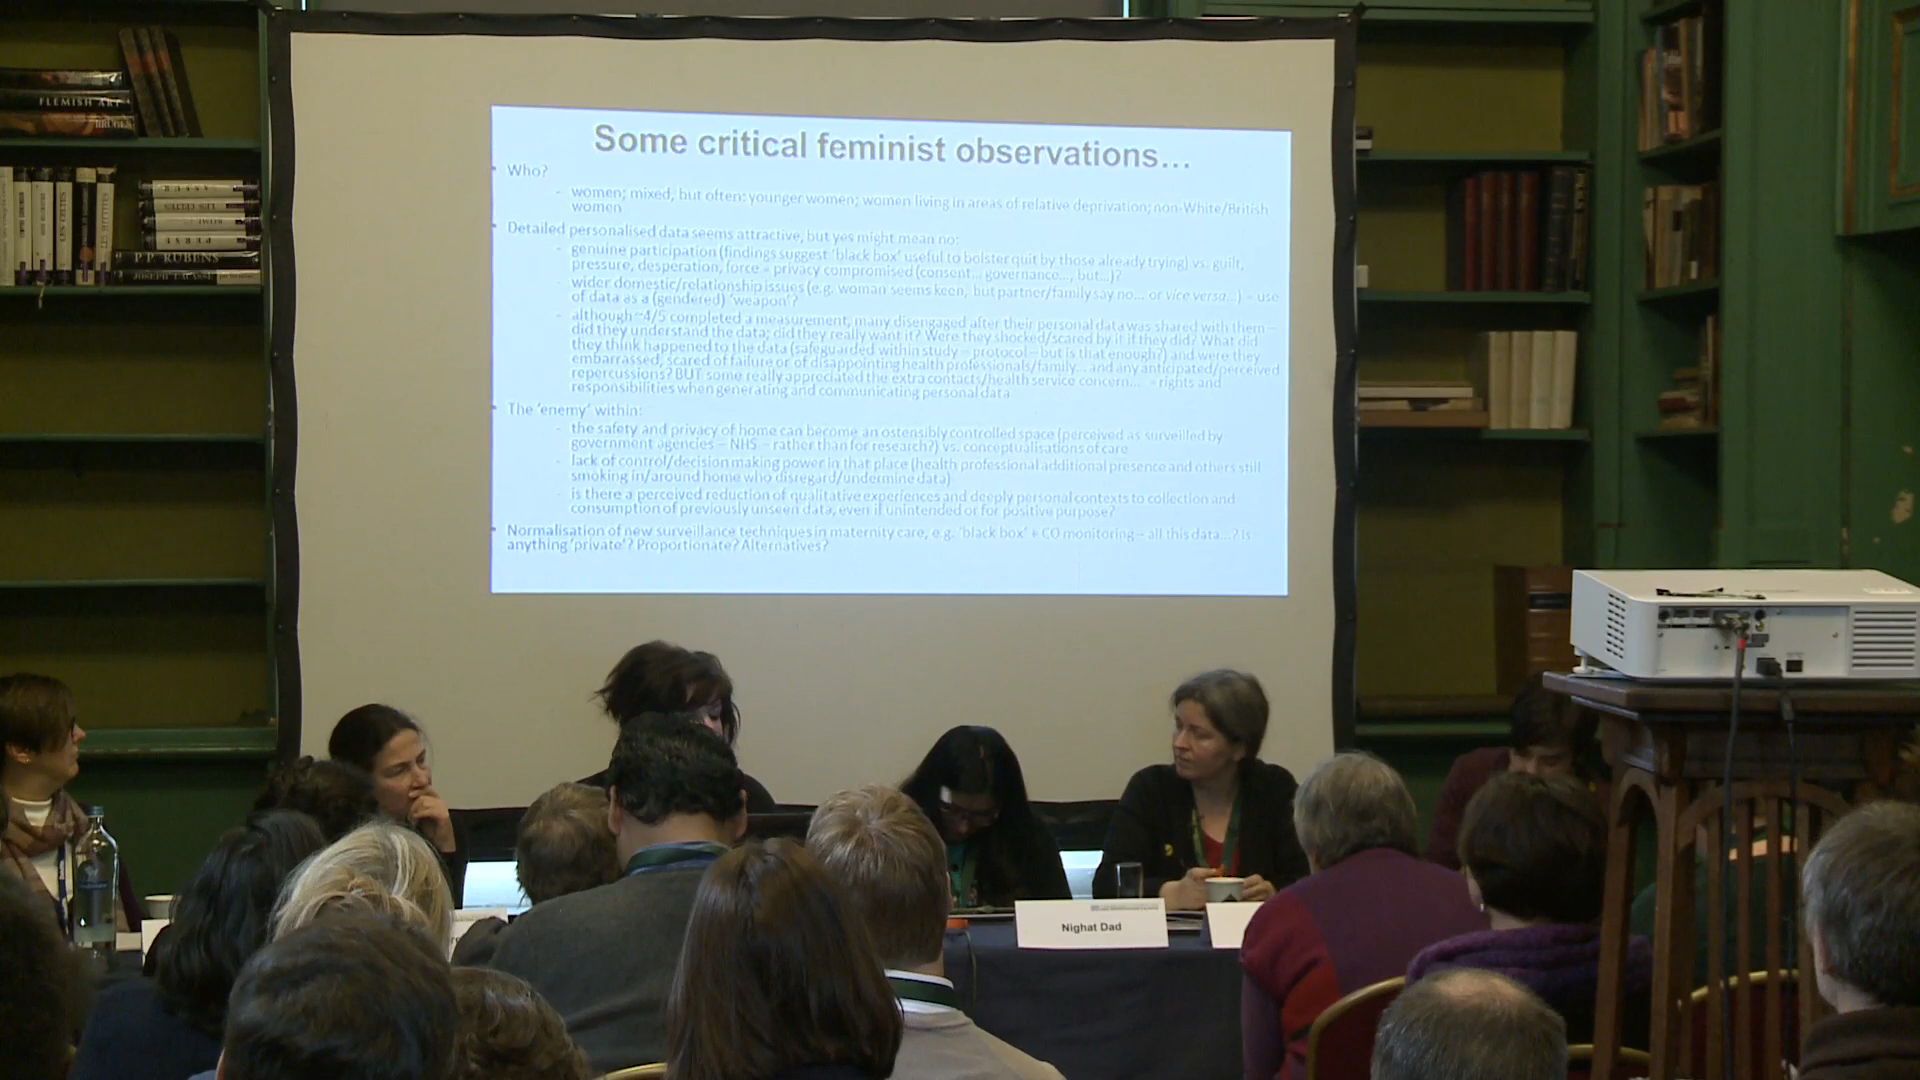 FLEMISH ART
BRUGES
P.P. RUBENS
Some critical feminist observations…
Who?
- women; mixed, but often: younger women; women living in areas of relative deprivation; non-White/British
women
Detailed personalised data seems attractive, but yes might mean no:
- genuine participation (findings suggest 'black box' useful to bolster quit by those already trying) vs. guilt,
pressure, desperation, force = privacy compromised (consent… governance…, but…)?
- wider domestic/relationship issues (e.g. woman seems keen, but partner/family say no… or vice versa…) – use
of data as a (gendered) 'weapon'?
- although ~4/5 completed a measurement, many disengaged after their personal data was shared with them –
did they understand the data; did they really want it? Were they shocked/scared by it if they did? What did
they think happened to the data (safeguarded within study – protocol – but is that enough?) and were they
embarrassed, scared of failure or of disappointing health professionals/family… and any anticipated/perceived
repercussions? BUT some really appreciated the extra contacts/health service concern… = rights and
responsibilities when generating and communicating personal data
The 'enemy' within:
- the safety and privacy of home can become an ostensibly controlled space (perceived as surveilled by
government agencies – NHS – rather than for research?) vs. conceptualisations of care
- lack of control/decision making power in that place (health professional additional presence and others still
smoking in/around home who disregard/undermine data)
- is there a perceived reduction of qualitative experiences and deeply personal contexts to collection and
consumption of previously unseen data, even if unintended or for positive purpose?
Normalisation of new surveillance techniques in maternity care, e.g. 'black box' + CO monitoring – all this data…? Is
anything 'private'? Proportionate? Alternatives?
Nighat Dad